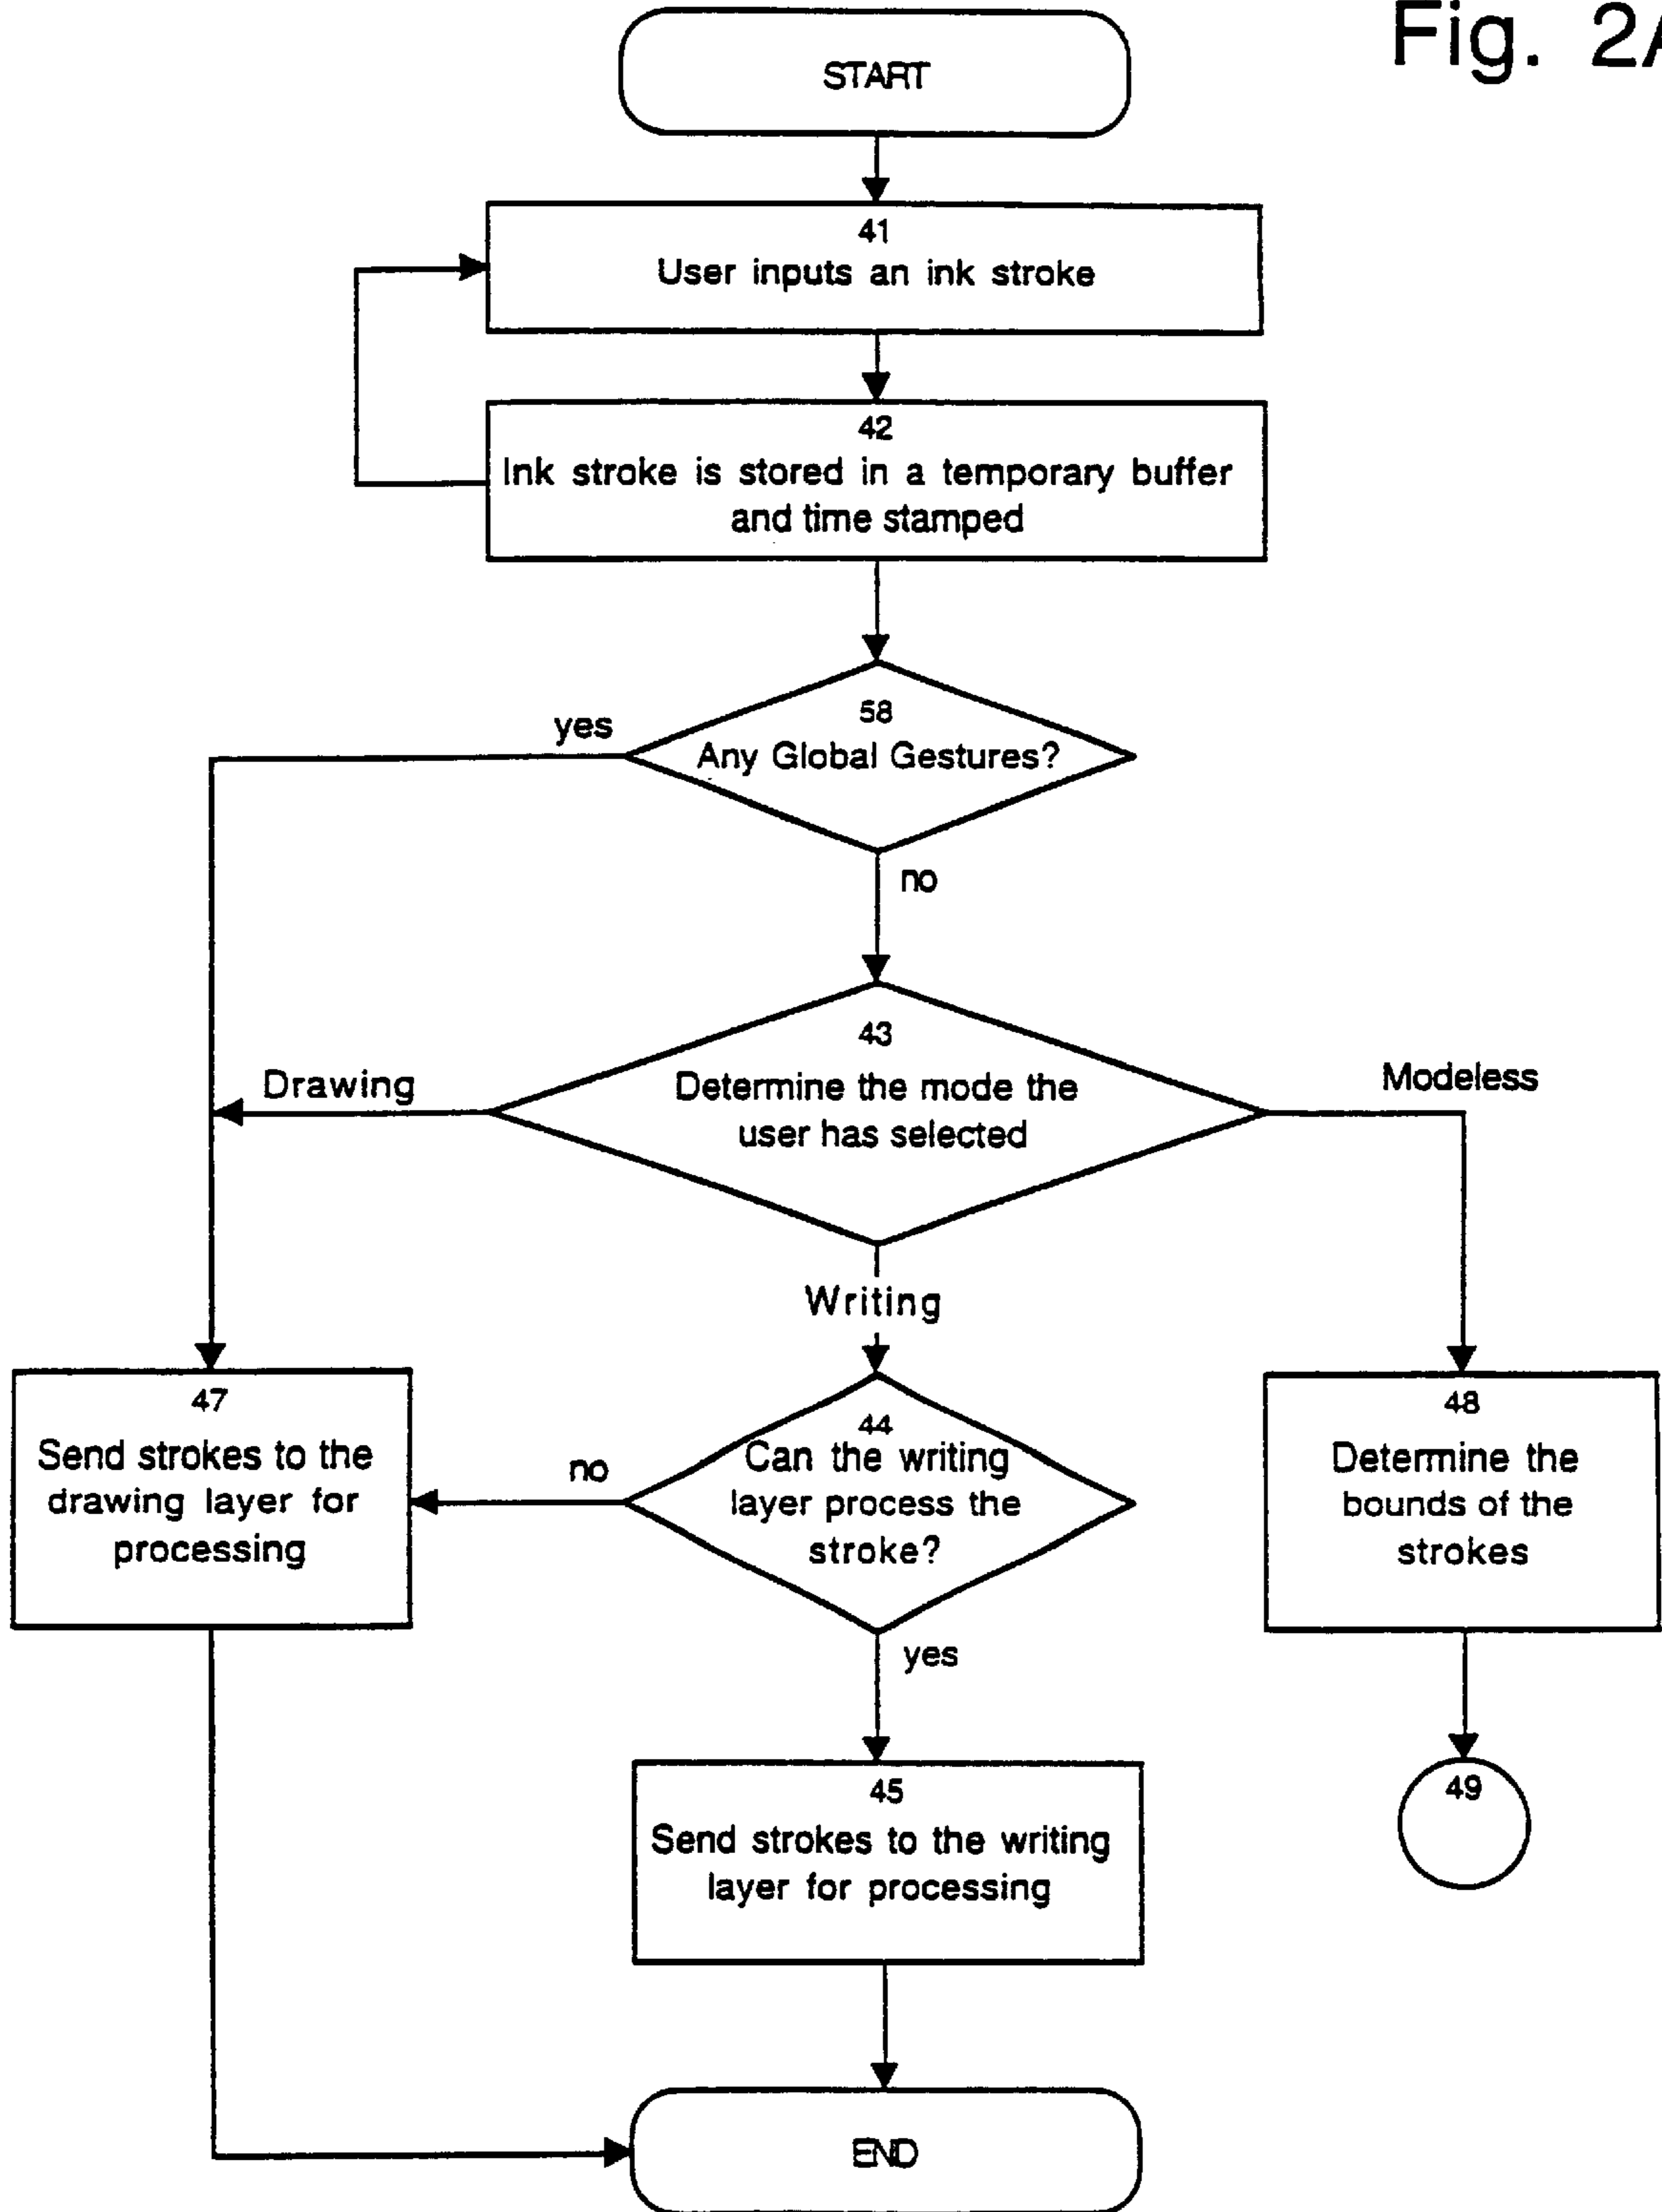 Fig. 2A
START
41
User inputs an ink stroke
42
Ink stroke is stored in a temporary buffer
and time stamped
58
yes
Any Global Gestures?
no
43
Determine the mode the
user has selected
Drawing
Modeless
Writing
47
Send strokes to the
drawing layer for
processing
no
44
Can the writing
layer process the
stroke?
yes
48
Determine the
bounds of the
strokes
45
Send strokes to the writing
layer for processing
49
END